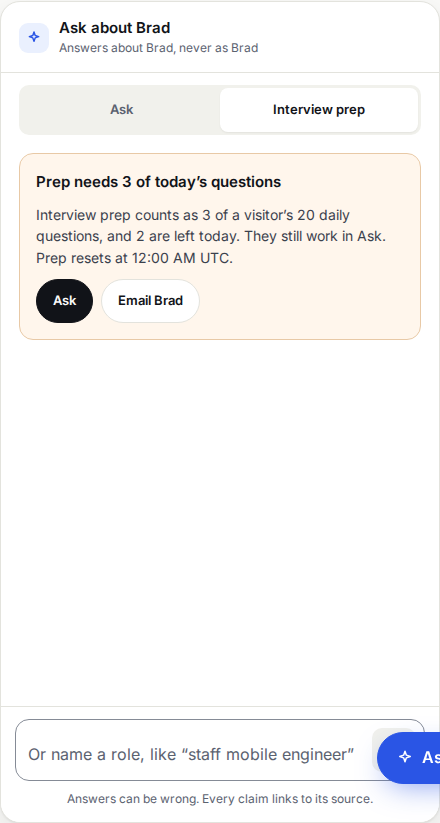 Ask about Brad
Answers about Brad, never as Brad
Ask
Interview prep
Prep needs 3 of today’s questions
Interview prep counts as 3 of a visitor’s 20 daily
questions, and 2 are left today. They still work in Ask.
Prep resets at 12:00 AM UTC.
Ask
Email Brad
Or name a role, like “staff mobile engineer”
As
Answers can be wrong. Every claim links to its source.